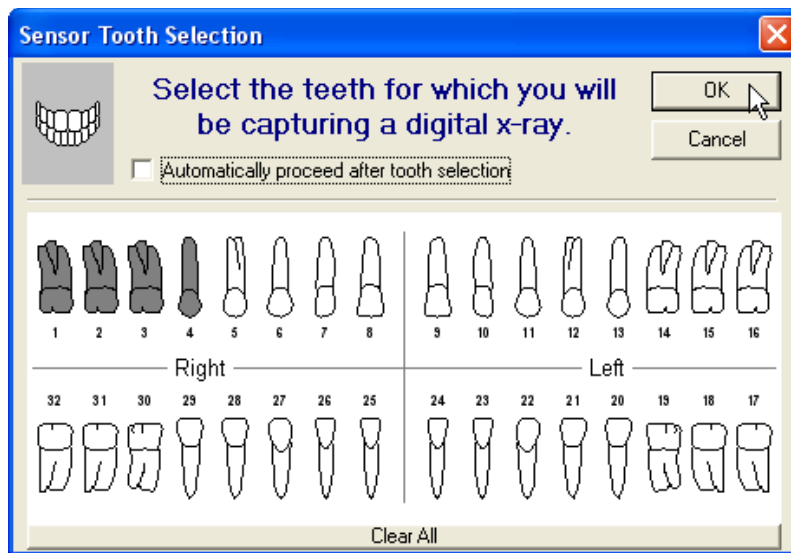 Sensor Tooth Selection
Select the teeth for which you will
be capturing a digital x-ray.
OK
Cancel
Automatically proceed after tooth selection
1 2 3 4 5 6 7 8 9 10 11 12 13 14 15 16
Right Left
32 31 30 29 28 27 26 25 24 23 22 21 20 19 18 17
Clear All